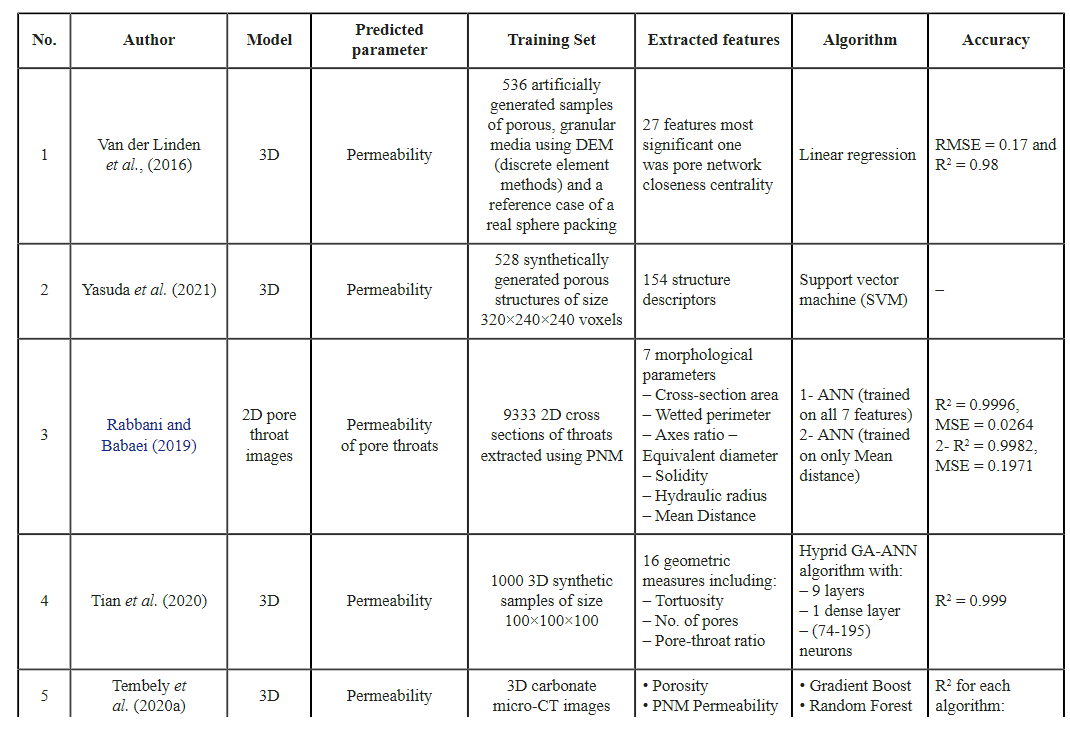 No.
Author
Model
Predicted
parameter
Training Set
Extracted features
Algorithm
Accuracy
1
Van der Linden
et al., (2016)
3D
Permeability
536 artificially
generated samples
of porous, granular
media using DEM
(discrete element
methods) and a
reference case of a
real sphere packing
27 features most
significant one
was pore network
closeness centrality
Linear regression
RMSE = 0.17 and
R² = 0.98
2
Yasuda et al. (2021)
3D
Permeability
528 synthetically
generated porous
structures of size
320×240×240 voxels
154 structure
descriptors
Support vector
machine (SVM)
–
3
Rabbani and
Babaei (2019)
2D pore
throat
images
Permeability
of pore throats
9333 2D cross
sections of throats
extracted using PNM
7 morphological
parameters
– Cross-section area
– Wetted perimeter
– Axes ratio –
Equivalent diameter
– Solidity
– Hydraulic radius
– Mean Distance
1- ANN (trained
on all 7 features)
2- ANN (trained
on only Mean
distance)
R² = 0.9996,
MSE = 0.0264
2- R² = 0.9982,
MSE = 0.1971
4
Tian et al. (2020)
3D
Permeability
1000 3D synthetic
samples of size
100×100×100
16 geometric
measures including:
– Tortuosity
– No. of pores
– Pore-throat ratio
Hyprid GA-ANN
algorithm with:
– 9 layers
– 1 dense layer
– (74-195)
neurons
R² = 0.999
5
Tembely et
al. (2020a)
3D
Permeability
3D carbonate
micro-CT images
• Porosity
• PNM Permeability
• Gradient Boost
• Random Forest
R² for each
algorithm: